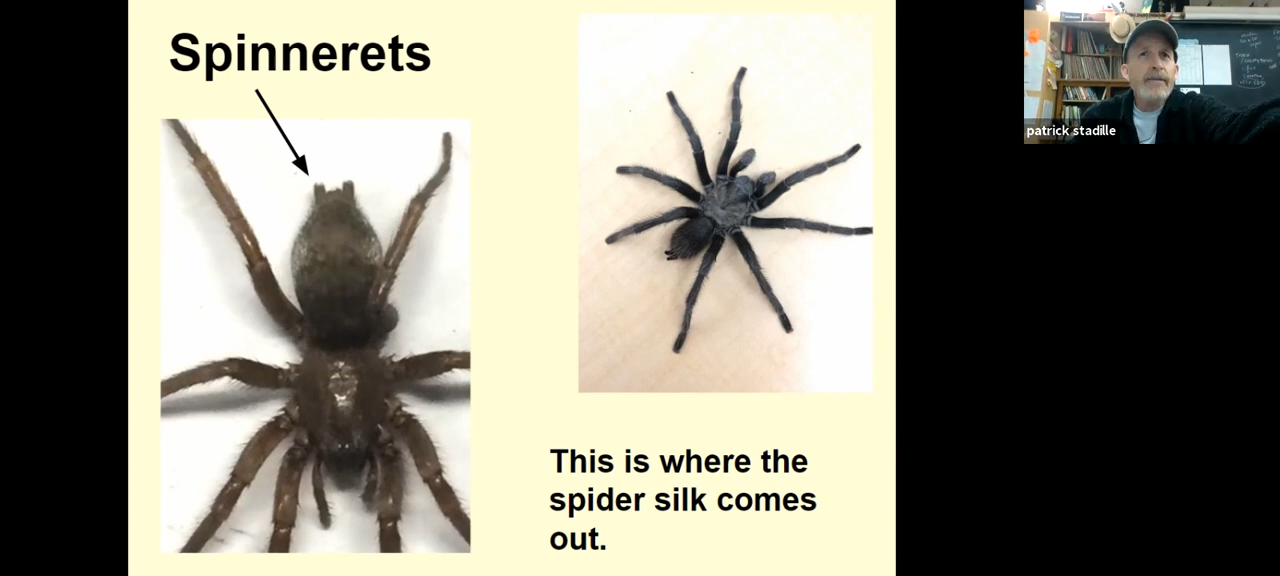 Spinnerets
This is where the
spider silk comes
out.
patrick stadille